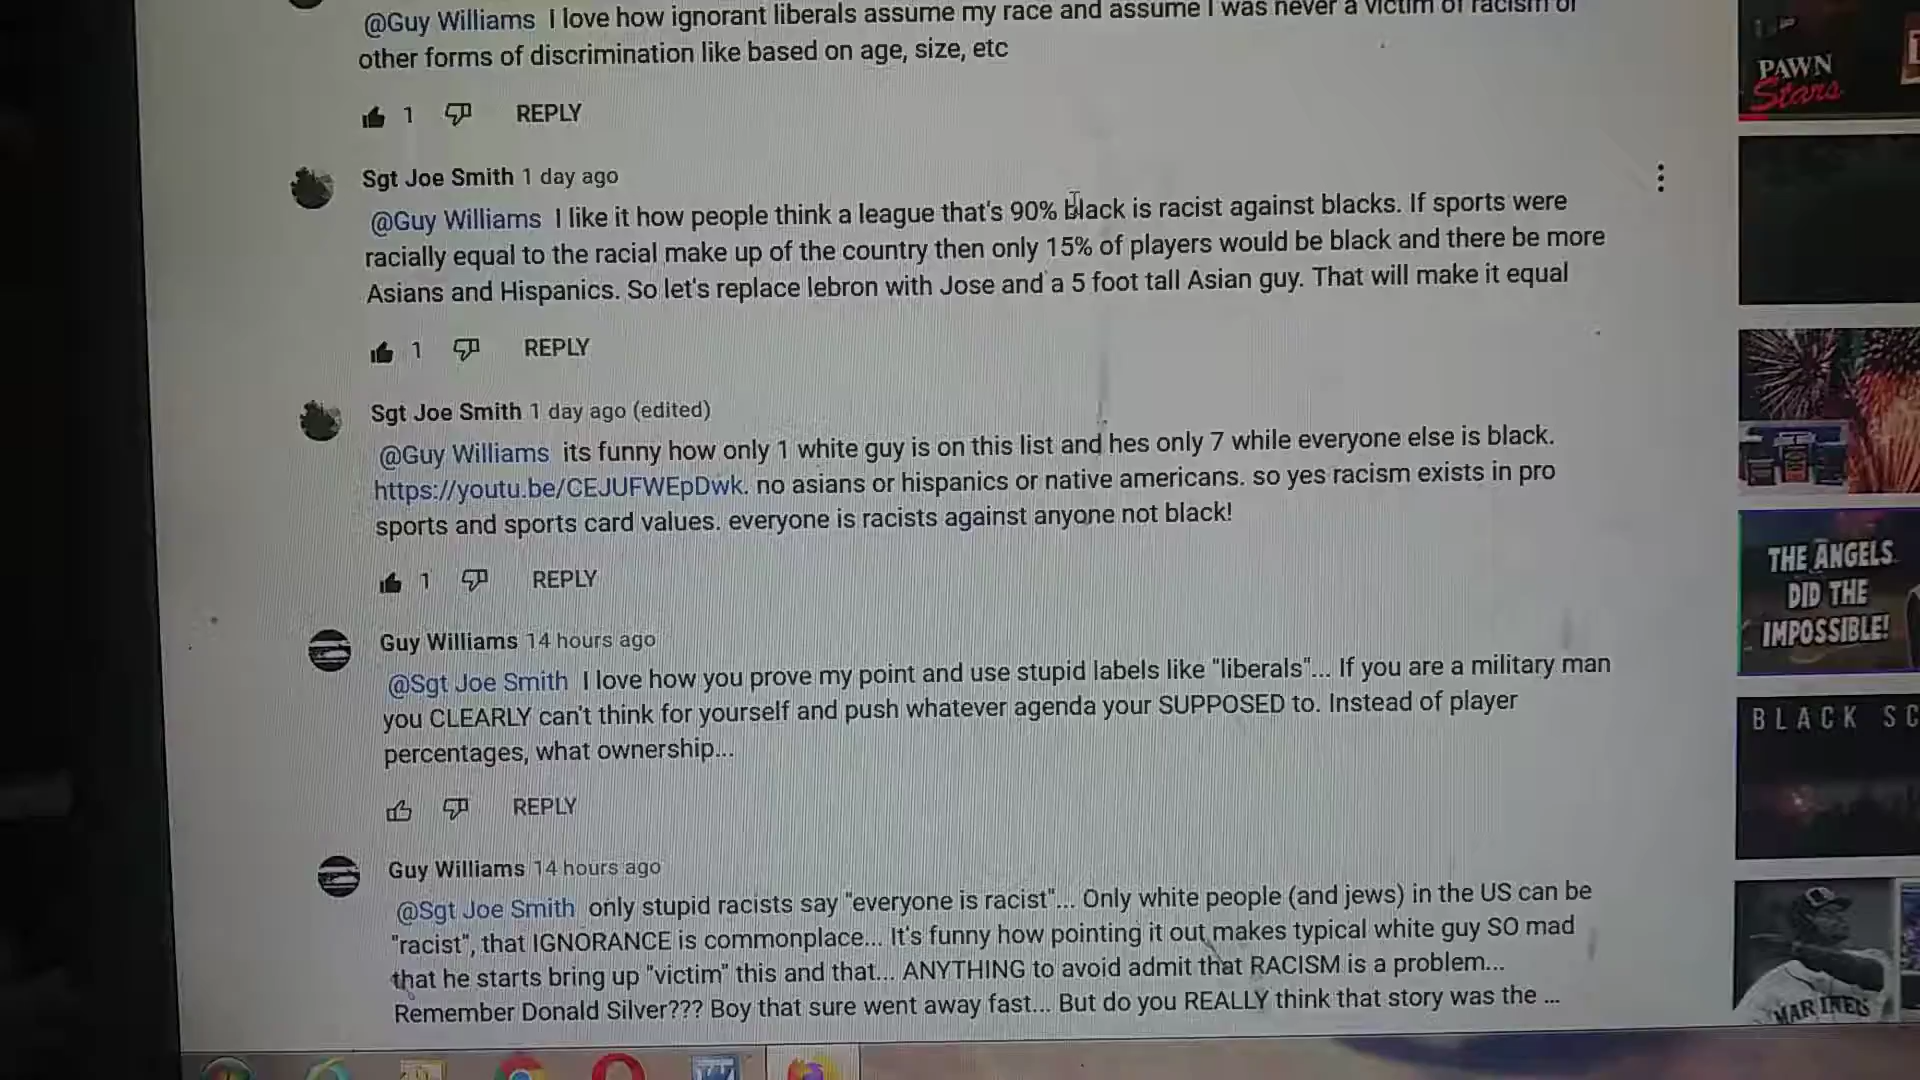 @Guy Williams I love how ignorant liberals assume my race and assume I was never a victim of racism or
other forms of discrimination like based on age, size, etc
1 REPLY
Sgt Joe Smith 1 day ago
@Guy Williams I like it how people think a league that's 90% black is racist against blacks. If sports were
racially equal to the racial make up of the country then only 15% of players would be black and there be more
Asians and Hispanics. So let's replace lebron with Jose and a 5 foot tall Asian guy. That will make it equal
1 REPLY
Sgt Joe Smith 1 day ago (edited)
@Guy Williams its funny how only 1 white guy is on this list and hes only 7 while everyone else is black.
https://youtu.be/CEJUFWEpDwk. no asians or hispanics or native americans. so yes racism exists in pro
sports and sports card values. everyone is racists against anyone not black!
1 REPLY
Guy Williams 14 hours ago
@Sgt Joe Smith I love how you prove my point and use stupid labels like "liberals"... If you are a military man
you CLEARLY can't think for yourself and push whatever agenda your SUPPOSED to. Instead of player
percentages, what ownership...
REPLY
Guy Williams 14 hours ago
@Sgt Joe Smith only stupid racists say "everyone is racist"... Only white people (and jews) in the US can be
"racist", that IGNORANCE is commonplace... It's funny how pointing it out makes typical white guy SO mad
that he starts bring up "victim" this and that... ANYTHING to avoid admit that RACISM is a problem...
Remember Donald Silver??? Boy that sure went away fast... But do you REALLY think that story was the ...
PAWN
Stars
THE ANGELS
DID THE
IMPOSSIBLE!
BLACK SC
MARINERS